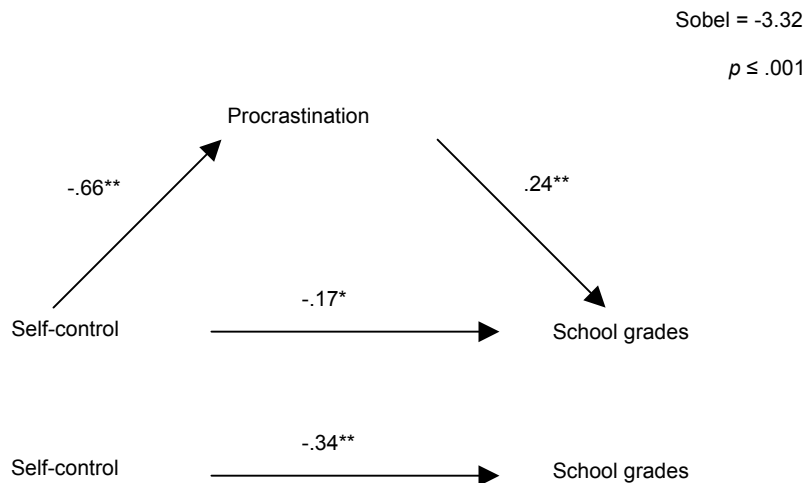 Sobel = -3.32
p ≤ .001
Procrastination
-.66**
.24**
-.17*
Self-control
School grades
-.34**
Self-control
School grades